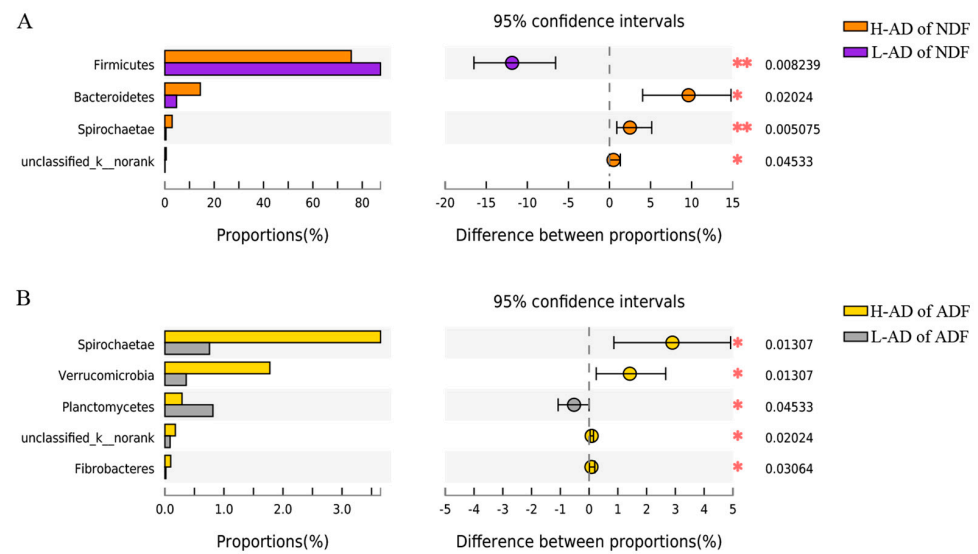 A
95% confidence intervals
H-AD of NDF
L-AD of NDF
Firmicutes
** 0.008239
Bacteroidetes
* 0.02024
Spirochaetae
** 0.005075
unclassified_k__norank
* 0.04533
0 20 40 60 80
-20 -15 -10 -5 0 5 10 15
Proportions(%)
Difference between proportions(%)
B
95% confidence intervals
H-AD of ADF
L-AD of ADF
Spirochaetae
* 0.01307
Verrucomicrobia
* 0.01307
Planctomycetes
* 0.04533
unclassified_k__norank
* 0.02024
Fibrobacteres
* 0.03064
0.0 1.0 2.0 3.0
-5 -4 -3 -2 -1 0 1 2 3 4 5
Proportions(%)
Difference between proportions(%)